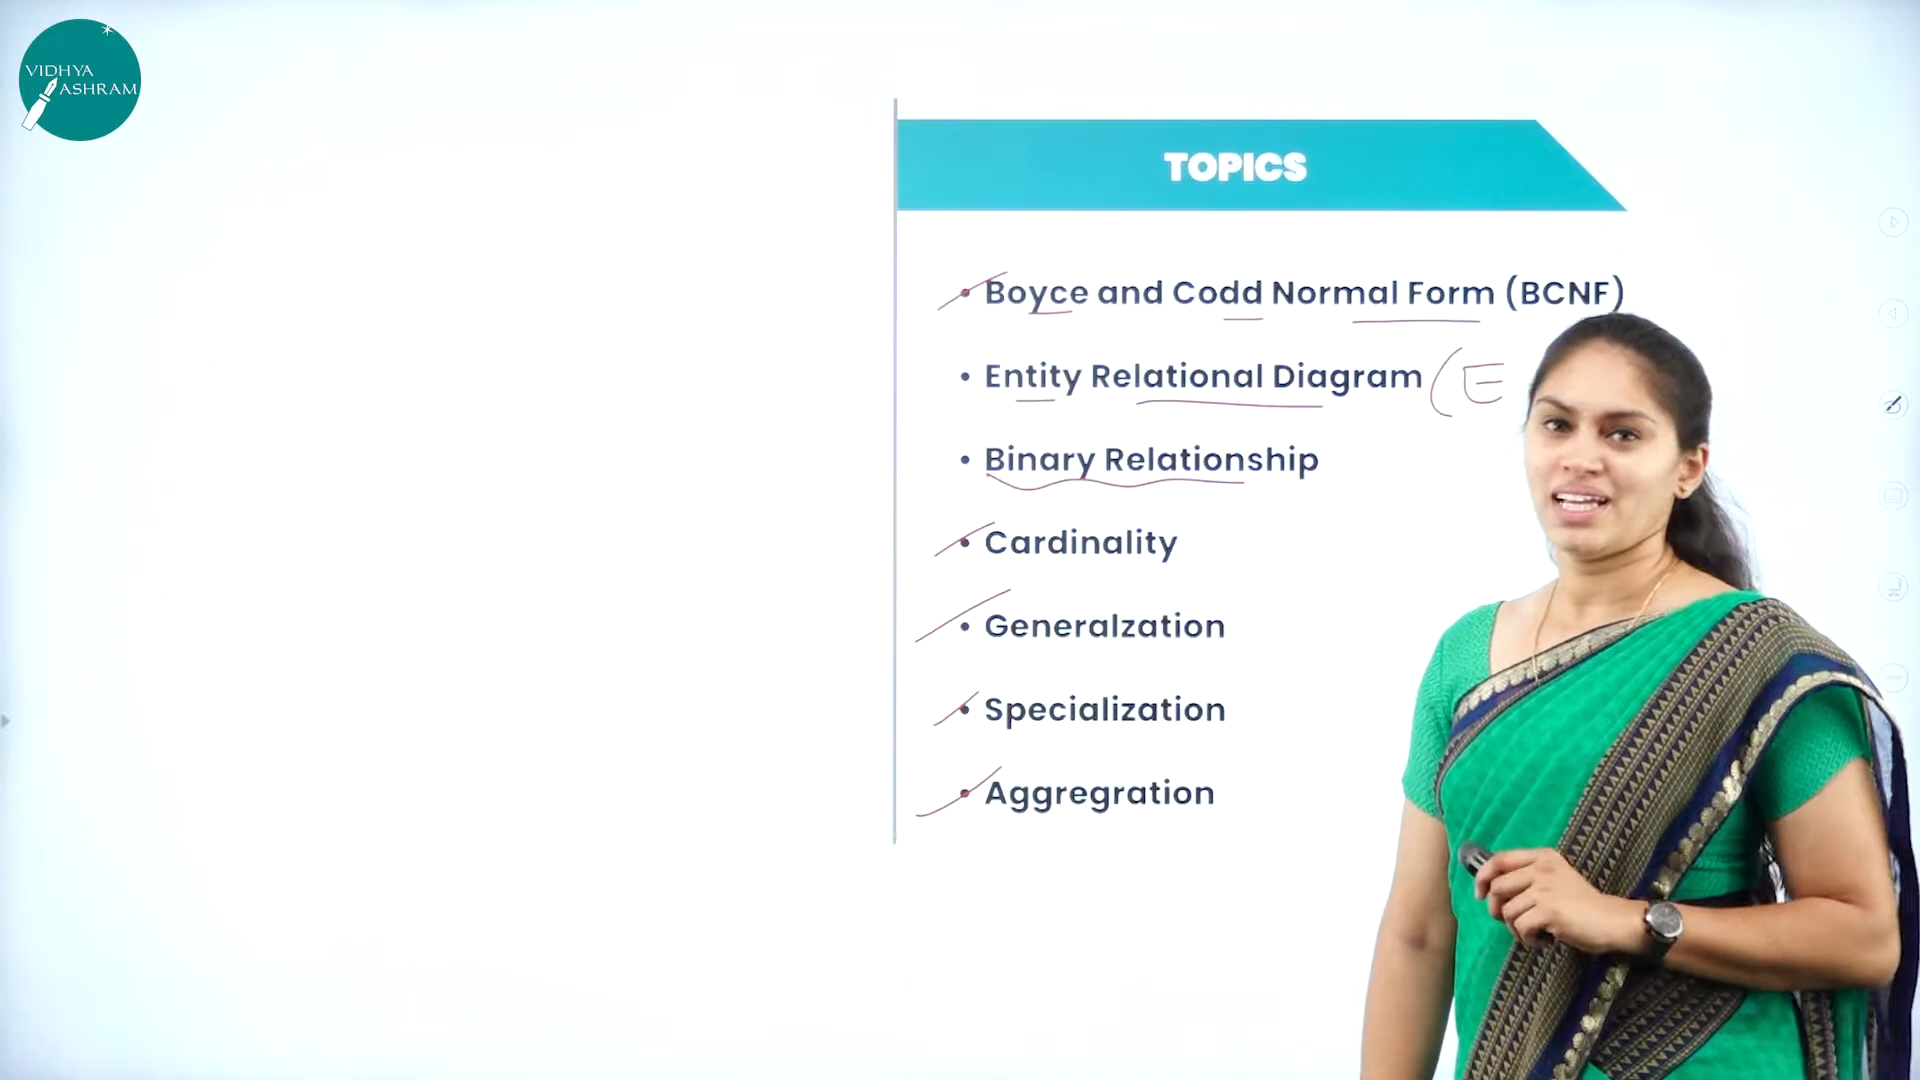 VIDHYA
ASHRAM
TOPICS
• Boyce and Codd Normal Form (BCNF)
• Entity Relational Diagram (E
• Binary Relationship
• Cardinality
• Generalzation
• Specialization
• Aggregration